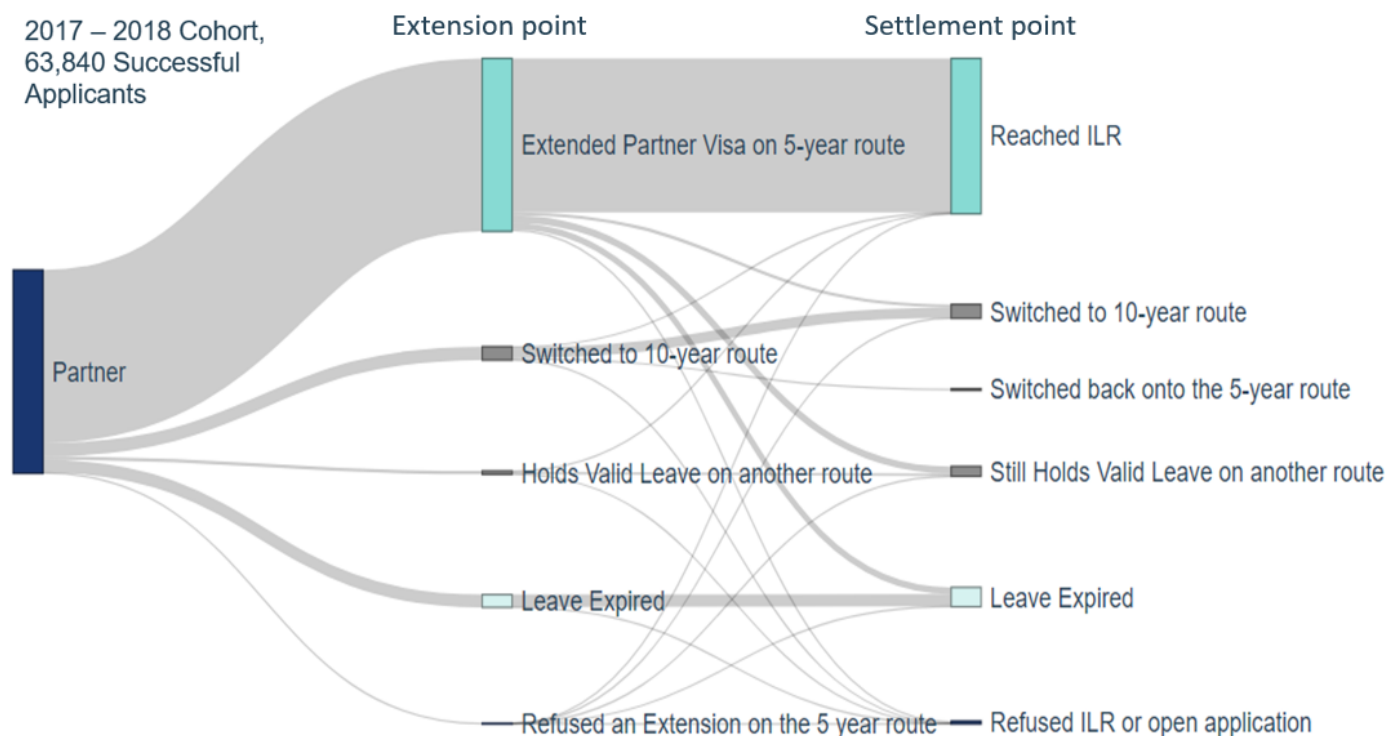 2017 – 2018 Cohort,
63,840 Successful
Applicants
Extension point
Settlement point
Partner
Extended Partner Visa on 5-year route
Switched to 10-year route
Holds Valid Leave on another route
Leave Expired
Refused an Extension on the 5 year route
Reached ILR
Switched to 10-year route
Switched back onto the 5-year route
Still Holds Valid Leave on another route
Leave Expired
Refused ILR or open application